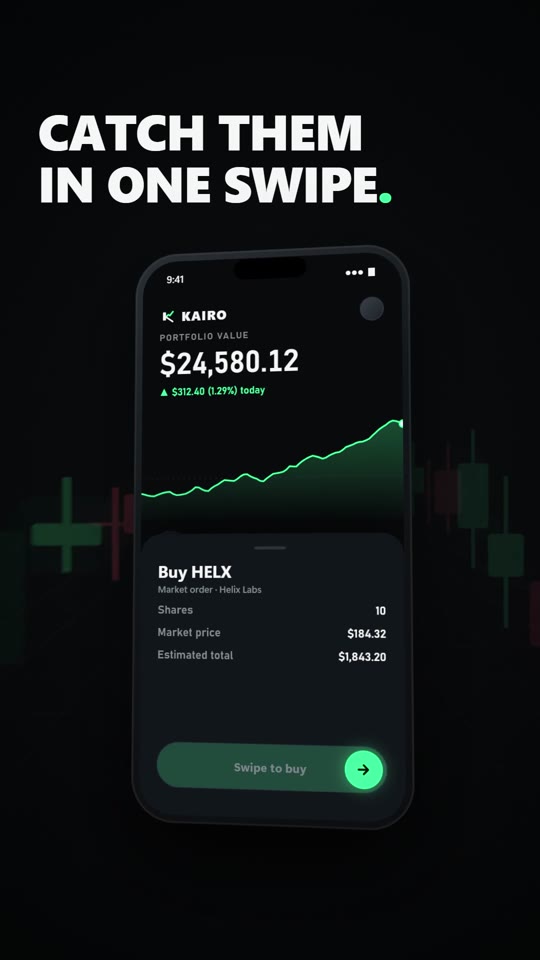 CATCH THEM
IN ONE SWIPE.
9:41
KAIRO
PORTFOLIO VALUE
$24,580.12
▲ $312.40 (1.29%) today
Buy HELX
Market order · Helix Labs
Shares 10
Market price $184.32
Estimated total $1,843.20
Swipe to buy